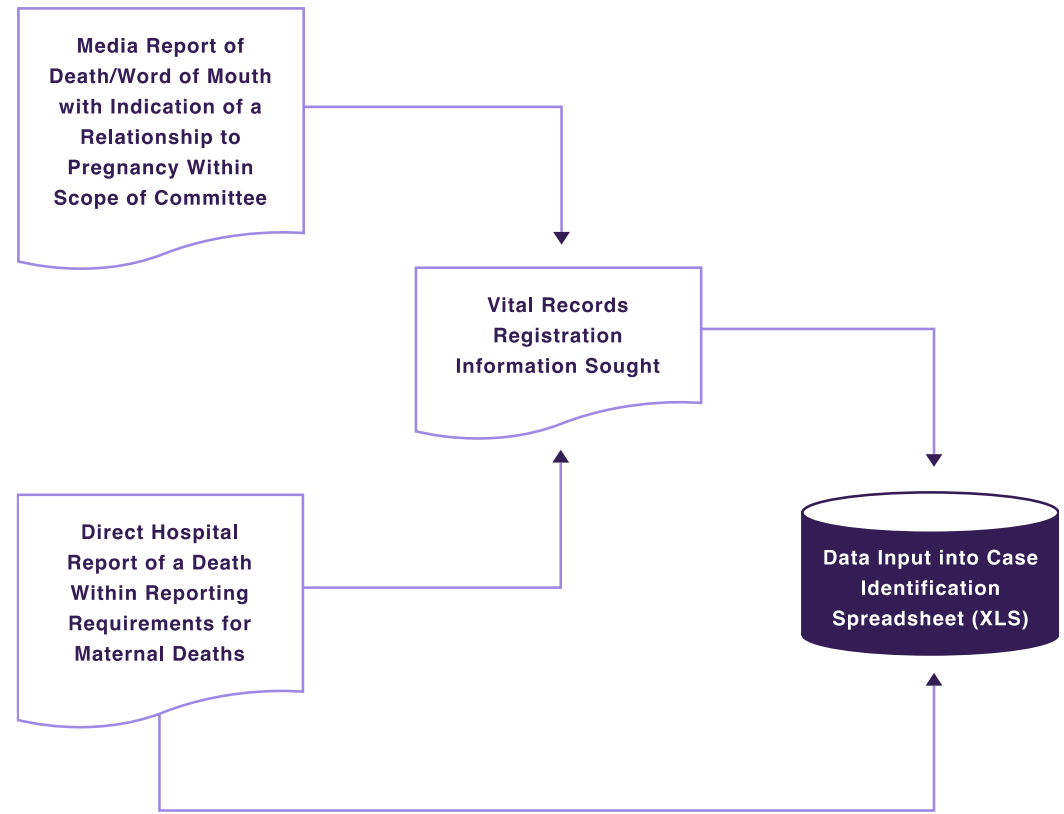 Media Report of
Death/Word of Mouth
with Indication of a
Relationship to
Pregnancy Within
Scope of Committee
Vital Records
Registration
Information Sought
Direct Hospital
Report of a Death
Within Reporting
Requirements for
Maternal Deaths
Data Input into Case
Identification
Spreadsheet (XLS)